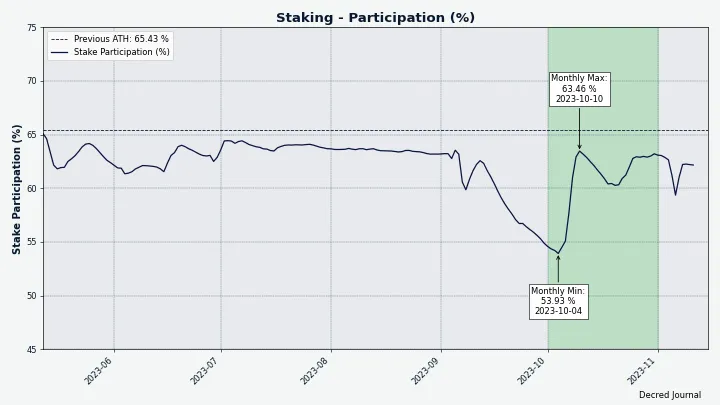 Staking - Participation (%)
Previous ATH: 65.43 %
Stake Participation (%)
Stake Participation (%)
75
70
65
60
55
50
45
Monthly Max:
63.46 %
2023-10-10
Monthly Min:
53.93 %
2023-10-04
2023-06
2023-07
2023-08
2023-09
2023-10
2023-11
Decred Journal